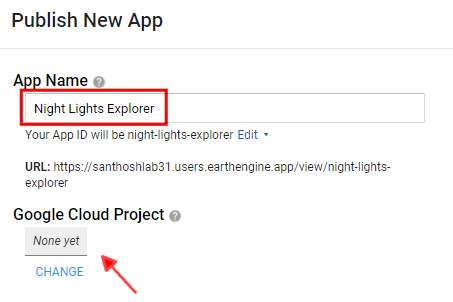 Publish New App
App Name ?
Night Lights Explorer
Your App ID will be night-lights-explorer Edit
URL: https://santhoshlab31.users.earthengine.app/view/night-lights-
explorer
Google Cloud Project ?
None yet
CHANGE